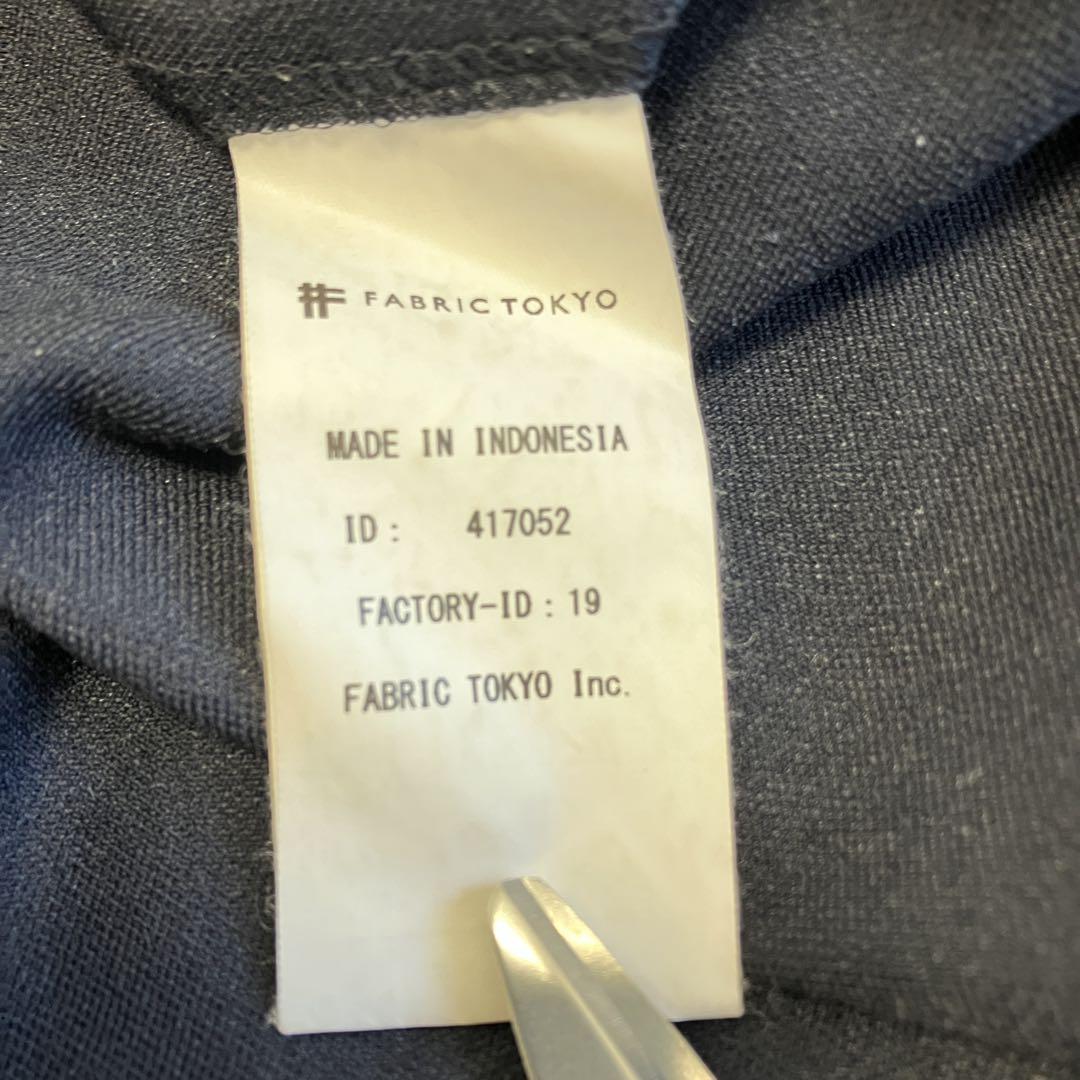 FABRIC TOKYO
MADE IN INDONESIA
ID: 417052
FACTORY-ID: 19
FABRIC TOKYO Inc.